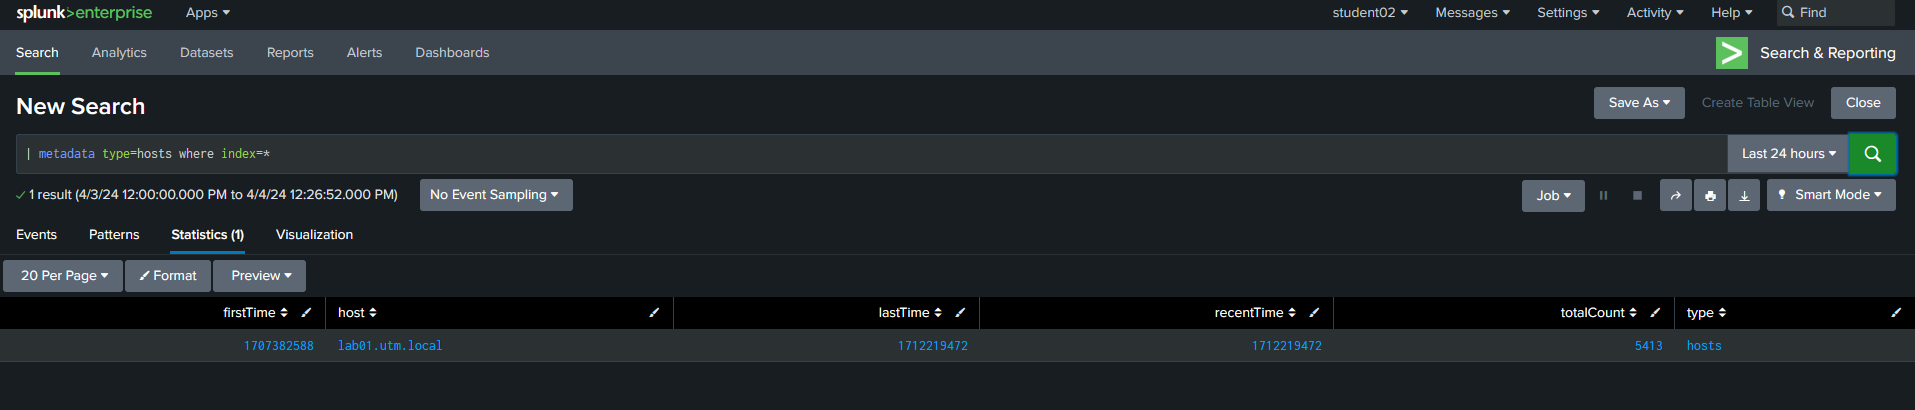 splunk>enterprise Apps student02 Messages Settings Activity Help Find
Search Analytics Datasets Reports Alerts Dashboards Search & Reporting
New Search Save As Create Table View Close
| metadata type=hosts where index=* Last 24 hours
1 result (4/3/24 12:00:00.000 PM to 4/4/24 12:26:52.000 PM) No Event Sampling Job Smart Mode
Events Patterns Statistics (1) Visualization
20 Per Page Format Preview
firstTime host lastTime recentTime totalCount type
1707382588 lab01.utm.local 1712219472 1712219472 5413 hosts